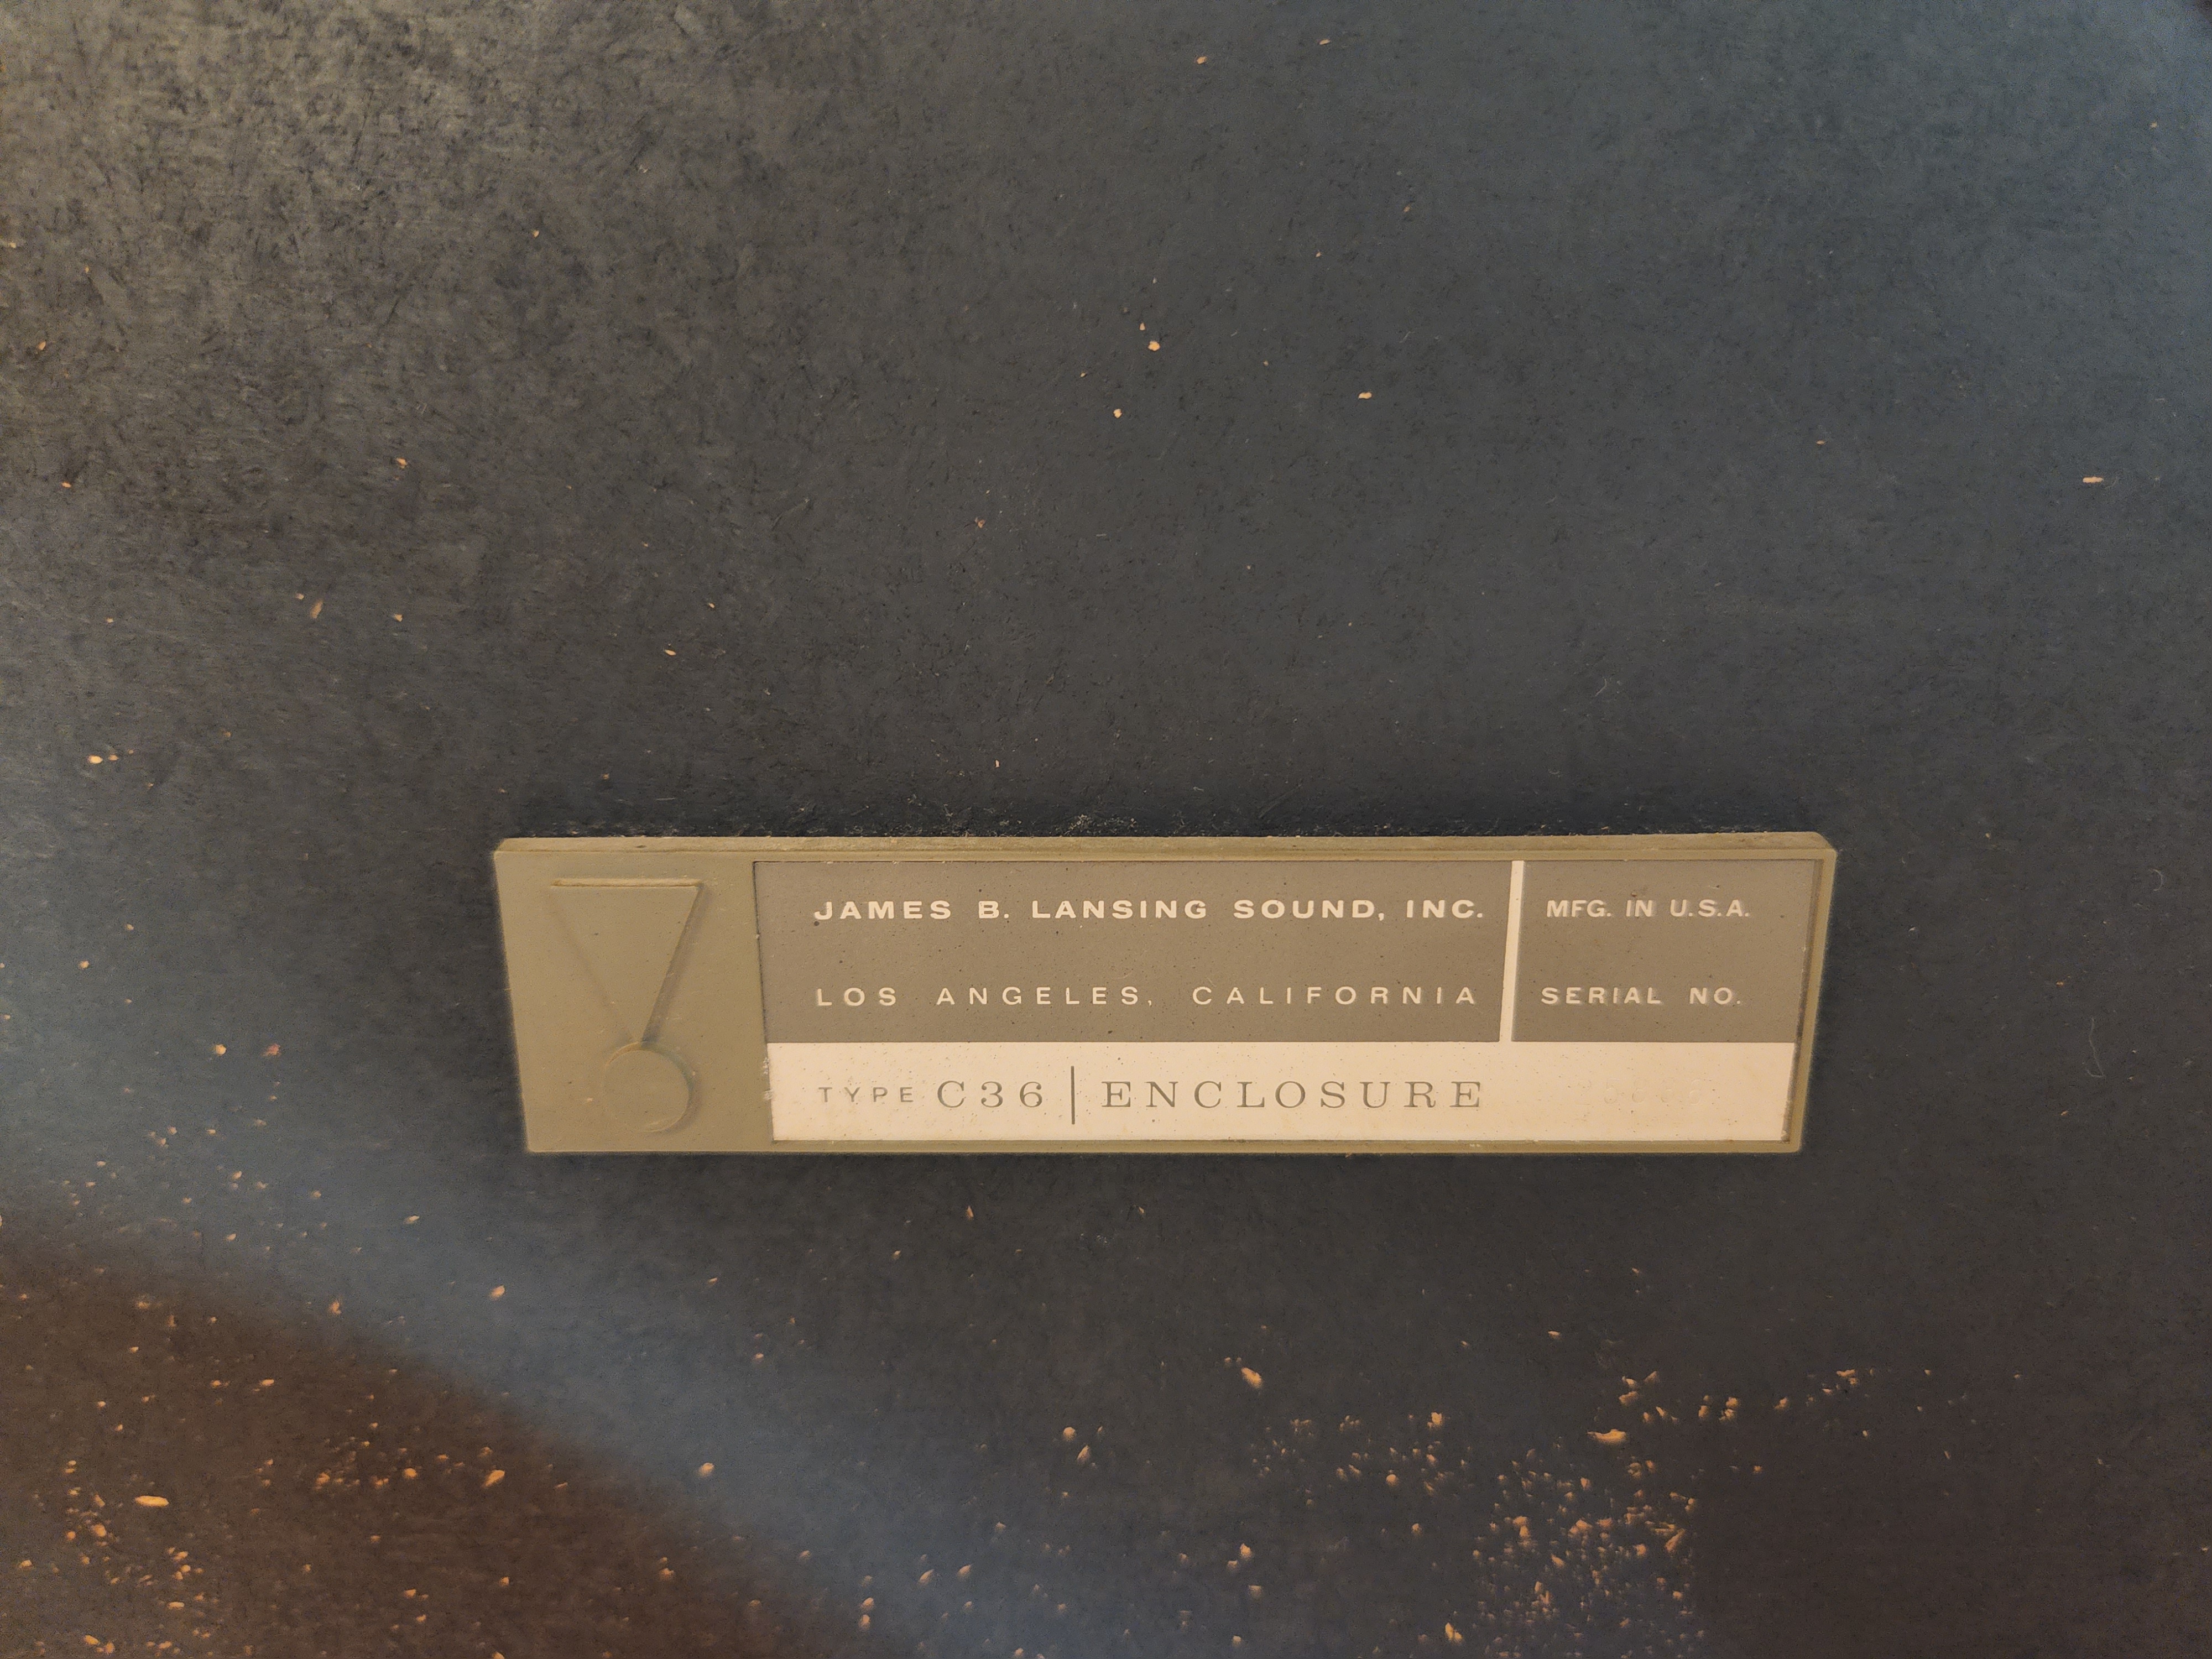 JAMES B. LANSING SOUND, INC.
LOS ANGELES, CALIFORNIA
MFG. IN U.S.A.
SERIAL NO.
TYPE C36 | ENCLOSURE